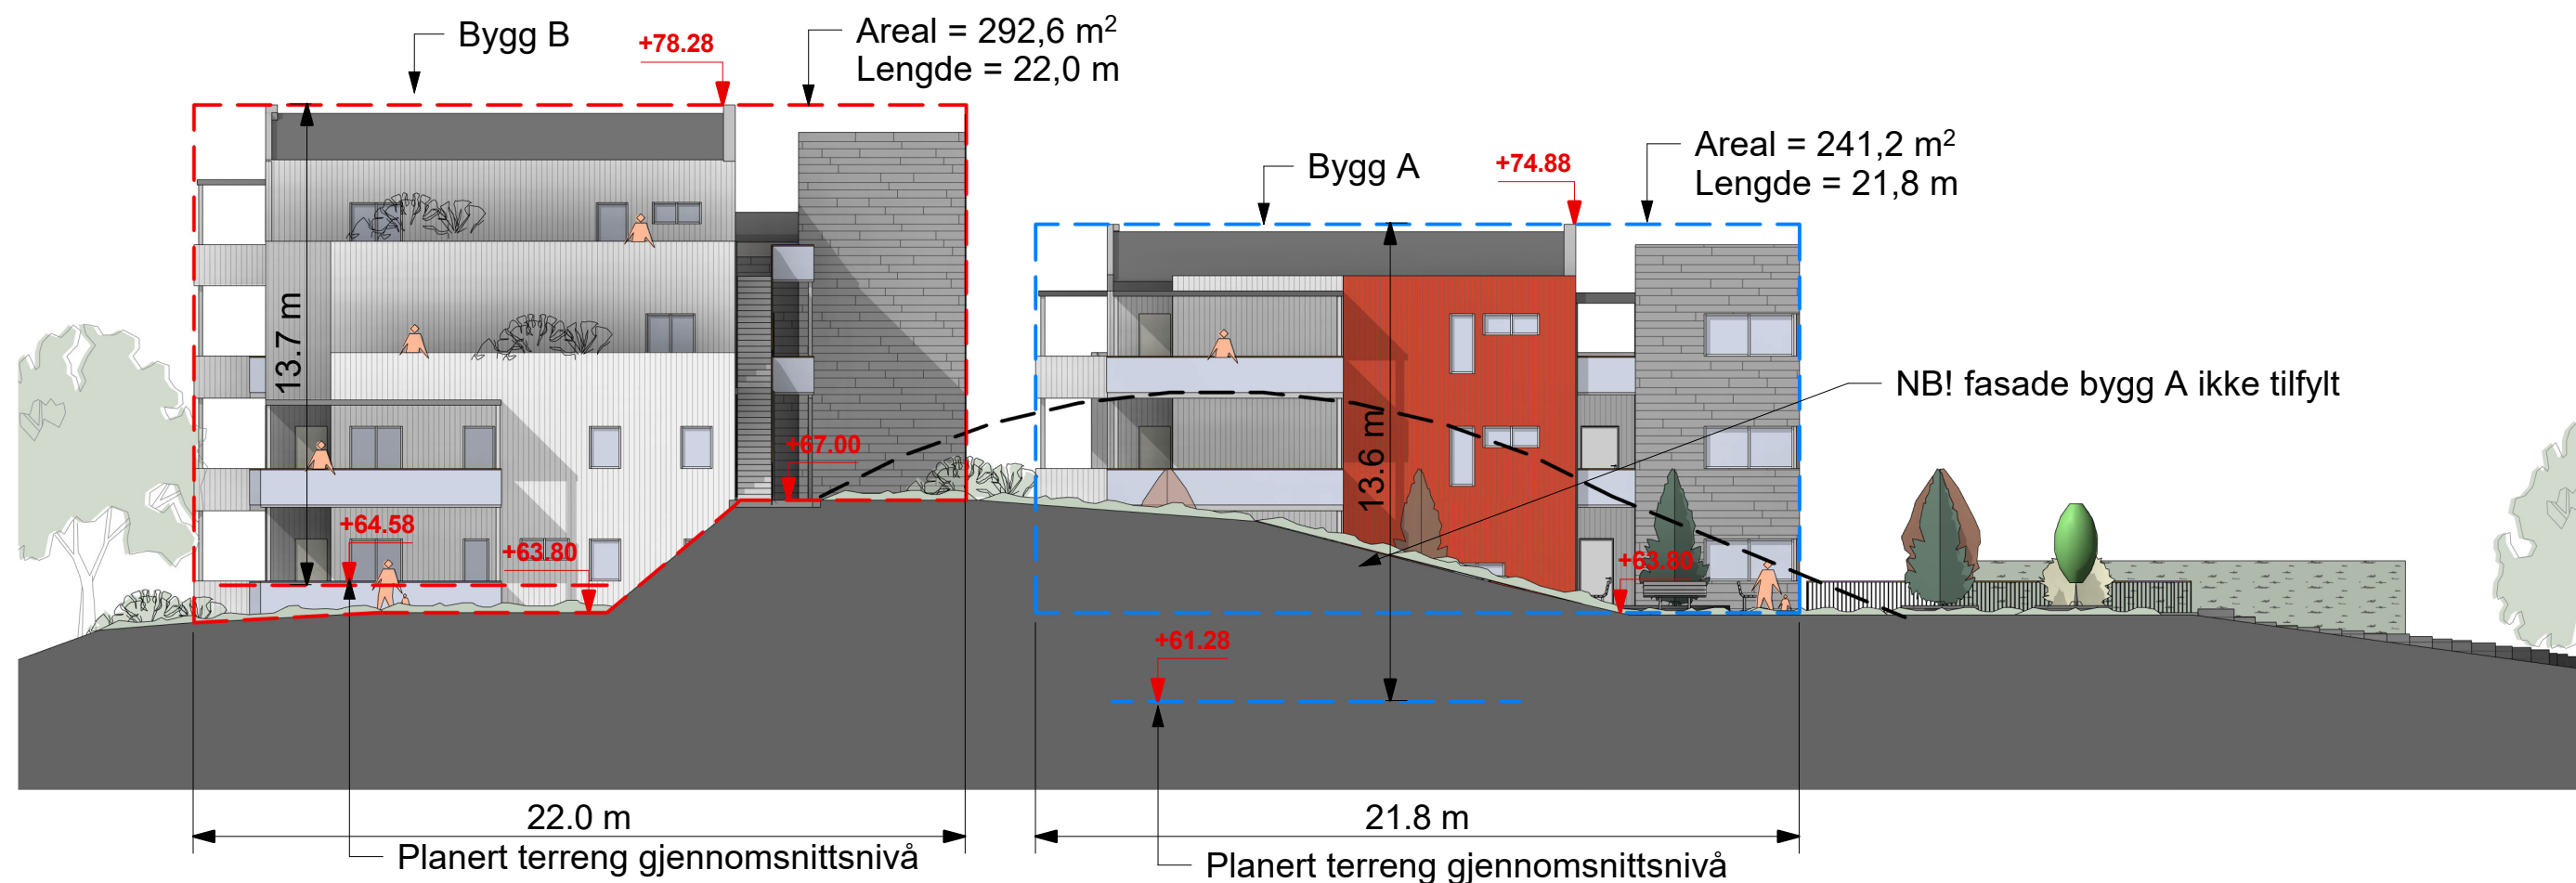 Bygg B
+78.28
Areal = 292,6 m²
Lengde = 22,0 m
Bygg A
+74.88
Areal = 241,2 m²
Lengde = 21,8 m
13.7 m
13.6 m
NB! fasade bygg A ikke tilfylt
+67.00
+64.58
+63.80
+63.80
+61.28
22.0 m
21.8 m
Planert terreng gjennomsnittsnivå
Planert terreng gjennomsnittsnivå